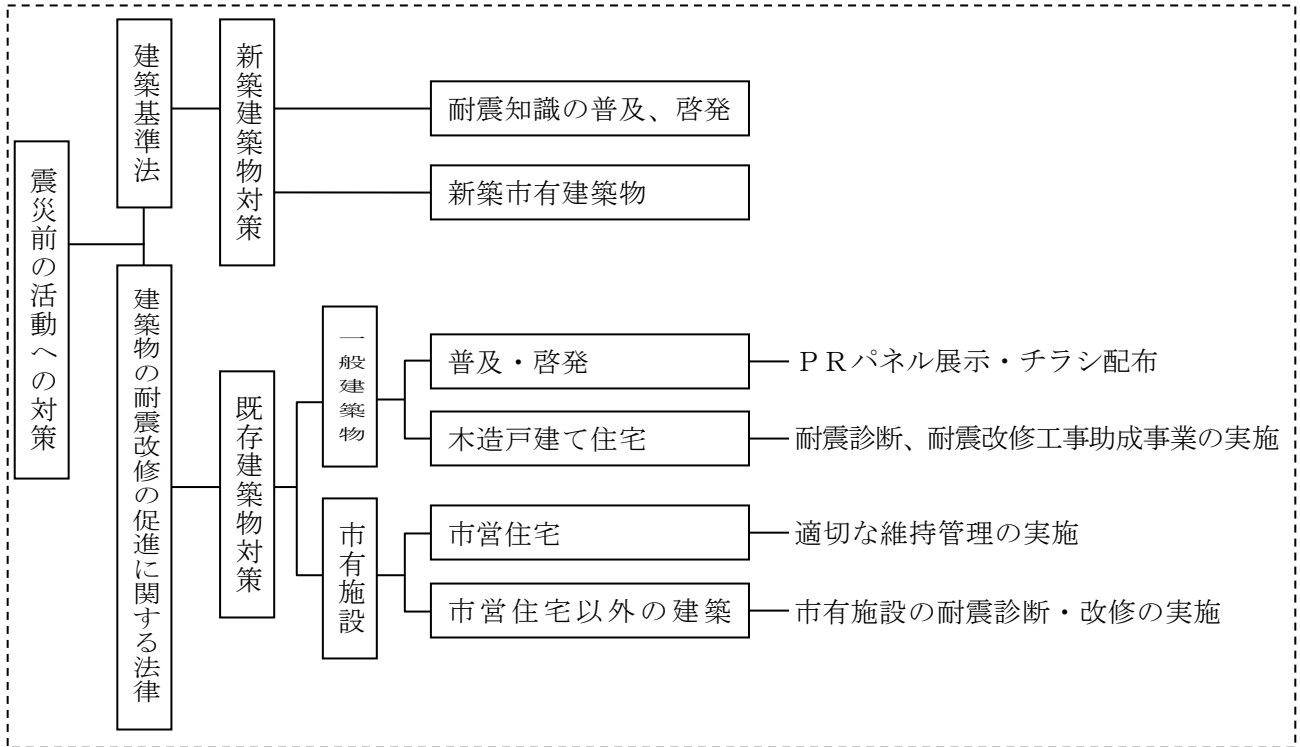 震災前の活動への対策
建築基準法
新築建築物対策
耐震知識の普及、啓発
新築市有建築物
建築物の耐震改修の促進に関する法律
既存建築物対策
一般建築物
普及・啓発
ＰＲパネル展示・チラシ配布
木造戸建て住宅
耐震診断、耐震改修工事助成事業の実施
市有施設
市営住宅
適切な維持管理の実施
市営住宅以外の建築
市有施設の耐震診断・改修の実施